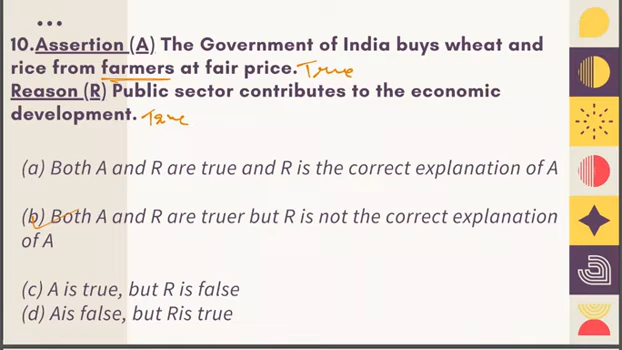 10.Assertion (A) The Government of India buys wheat and
rice from farmers at fair price. True
Reason (R) Public sector contributes to the economic
development. True
(a) Both A and R are true and R is the correct explanation of A
(b) Both A and R are truer but R is not the correct explanation
of A
(c) A is true, but R is false
(d) Ais false, but Ris true